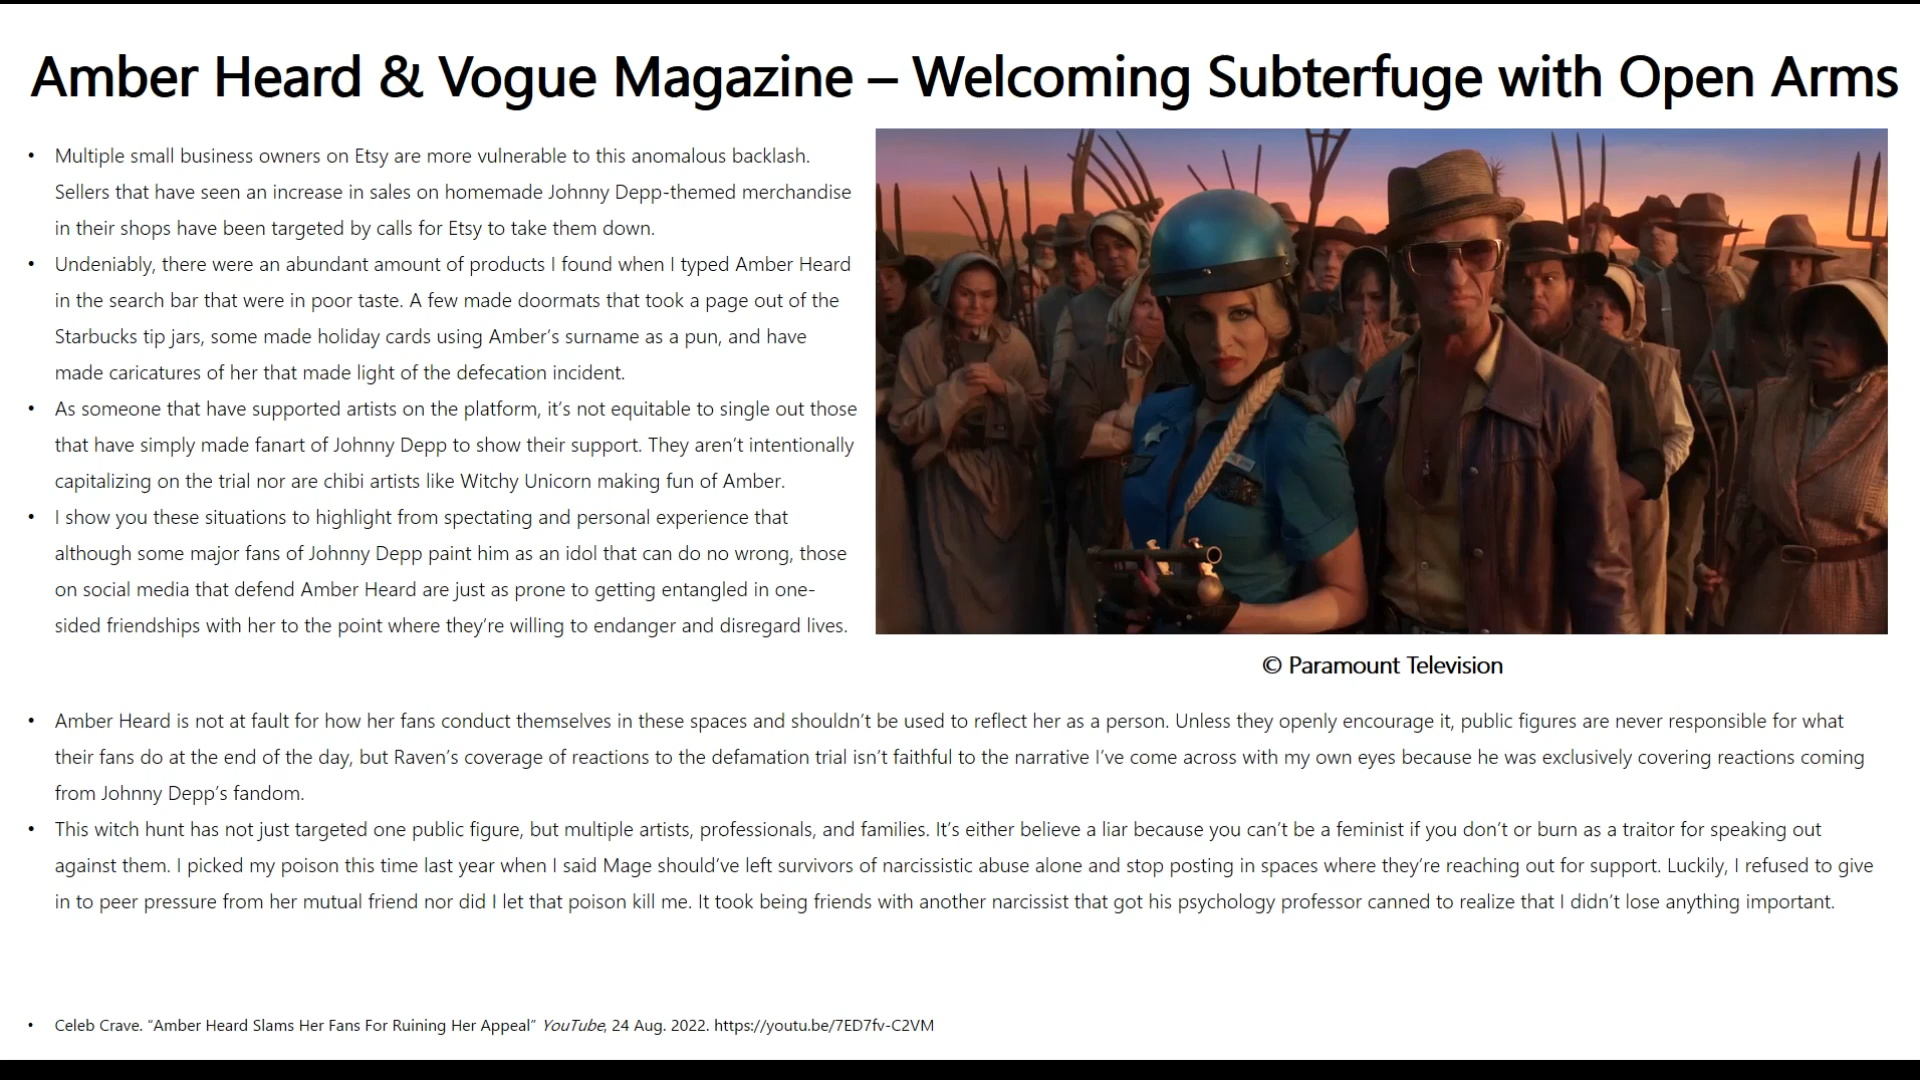 Amber Heard & Vogue Magazine – Welcoming Subterfuge with Open Arms
• Multiple small business owners on Etsy are more vulnerable to this anomalous backlash.
Sellers that have seen an increase in sales on homemade Johnny Depp-themed merchandise
in their shops have been targeted by calls for Etsy to take them down.
• Undeniably, there were an abundant amount of products I found when I typed Amber Heard
in the search bar that were in poor taste. A few made doormats that took a page out of the
Starbucks tip jars, some made holiday cards using Amber’s surname as a pun, and have
made caricatures of her that made light of the defecation incident.
• As someone that have supported artists on the platform, it’s not equitable to single out those
that have simply made fanart of Johnny Depp to show their support. They aren’t intentionally
capitalizing on the trial nor are chibi artists like Witchy Unicorn making fun of Amber.
• I show you these situations to highlight from spectating and personal experience that
although some major fans of Johnny Depp paint him as an idol that can do no wrong, those
on social media that defend Amber Heard are just as prone to getting entangled in one-
sided friendships with her to the point where they’re willing to endanger and disregard lives.
© Paramount Television
• Amber Heard is not at fault for how her fans conduct themselves in these spaces and shouldn’t be used to reflect her as a person. Unless they openly encourage it, public figures are never responsible for what
their fans do at the end of the day, but Raven’s coverage of reactions to the defamation trial isn’t faithful to the narrative I’ve come across with my own eyes because he was exclusively covering reactions coming
from Johnny Depp’s fandom.
• This witch hunt has not just targeted one public figure, but multiple artists, professionals, and families. It’s either believe a liar because you can’t be a feminist if you don’t or burn as a traitor for speaking out
against them. I picked my poison this time last year when I said Mage should’ve left survivors of narcissistic abuse alone and stop posting in spaces where they’re reaching out for support. Luckily, I refused to give
in to peer pressure from her mutual friend nor did I let that poison kill me. It took being friends with another narcissist that got his psychology professor canned to realize that I didn’t lose anything important.
• Celeb Crave. “Amber Heard Slams Her Fans For Ruining Her Appeal” YouTube, 24 Aug. 2022. https://youtu.be/7ED7fv-C2VM